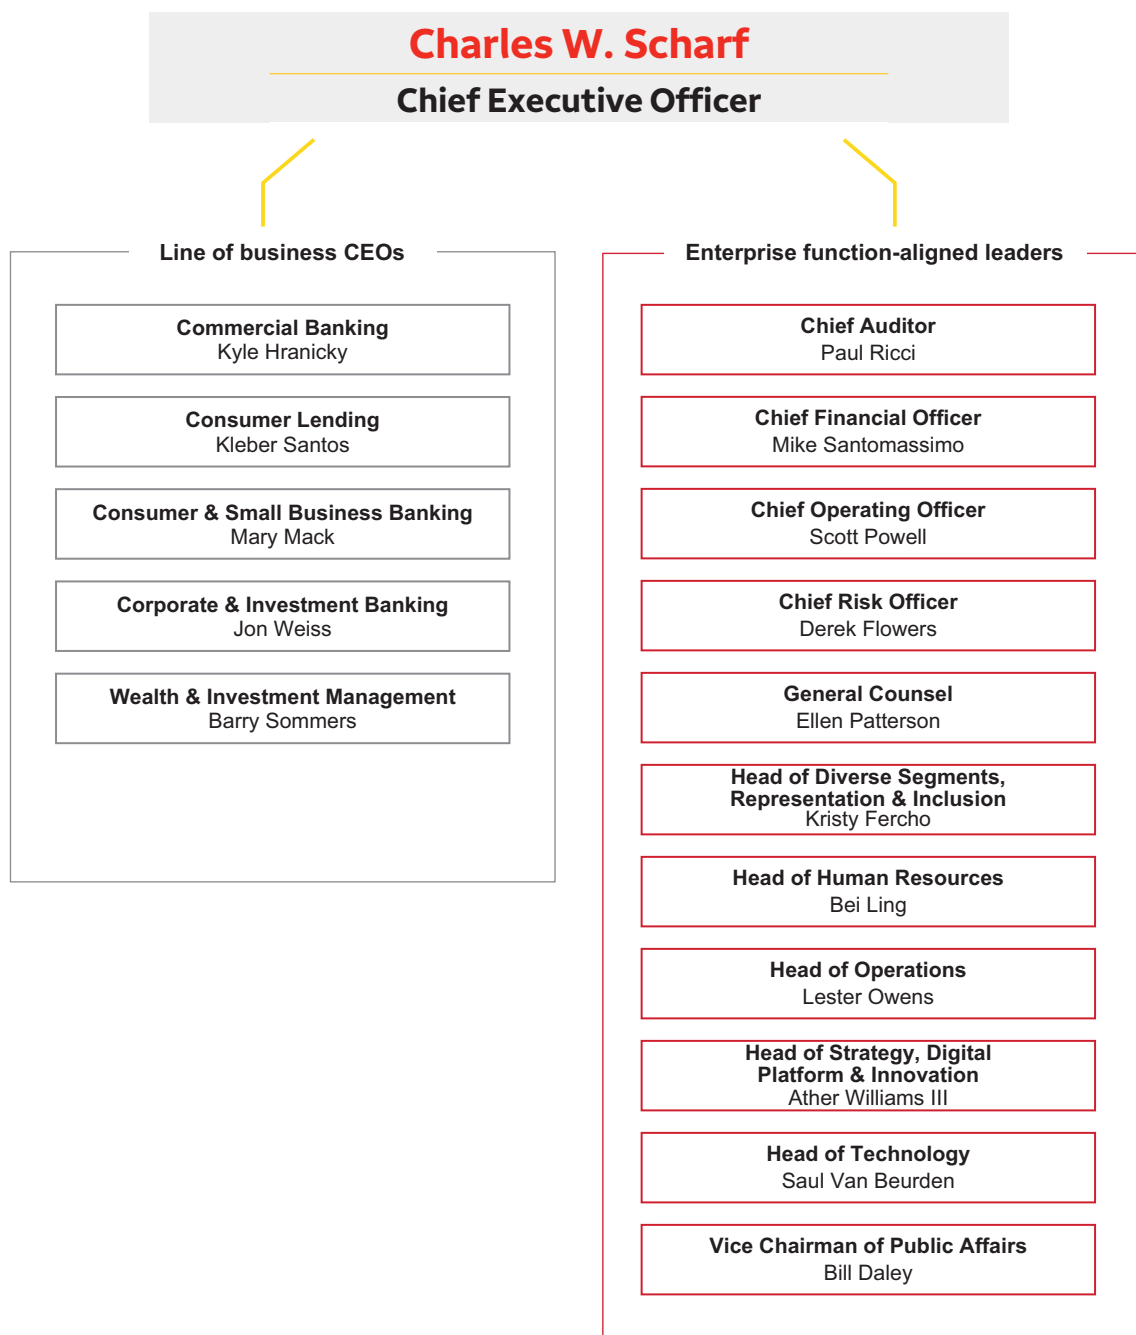 Charles W. Scharf
Chief Executive Officer
Line of business CEOs
Commercial Banking
Kyle Hranicky
Consumer Lending
Kleber Santos
Consumer & Small Business Banking
Mary Mack
Corporate & Investment Banking
Jon Weiss
Wealth & Investment Management
Barry Sommers
Enterprise function-aligned leaders
Chief Auditor
Paul Ricci
Chief Financial Officer
Mike Santomassimo
Chief Operating Officer
Scott Powell
Chief Risk Officer
Derek Flowers
General Counsel
Ellen Patterson
Head of Diverse Segments,
Representation & Inclusion
Kristy Fercho
Head of Human Resources
Bei Ling
Head of Operations
Lester Owens
Head of Strategy, Digital
Platform & Innovation
Ather Williams III
Head of Technology
Saul Van Beurden
Vice Chairman of Public Affairs
Bill Daley